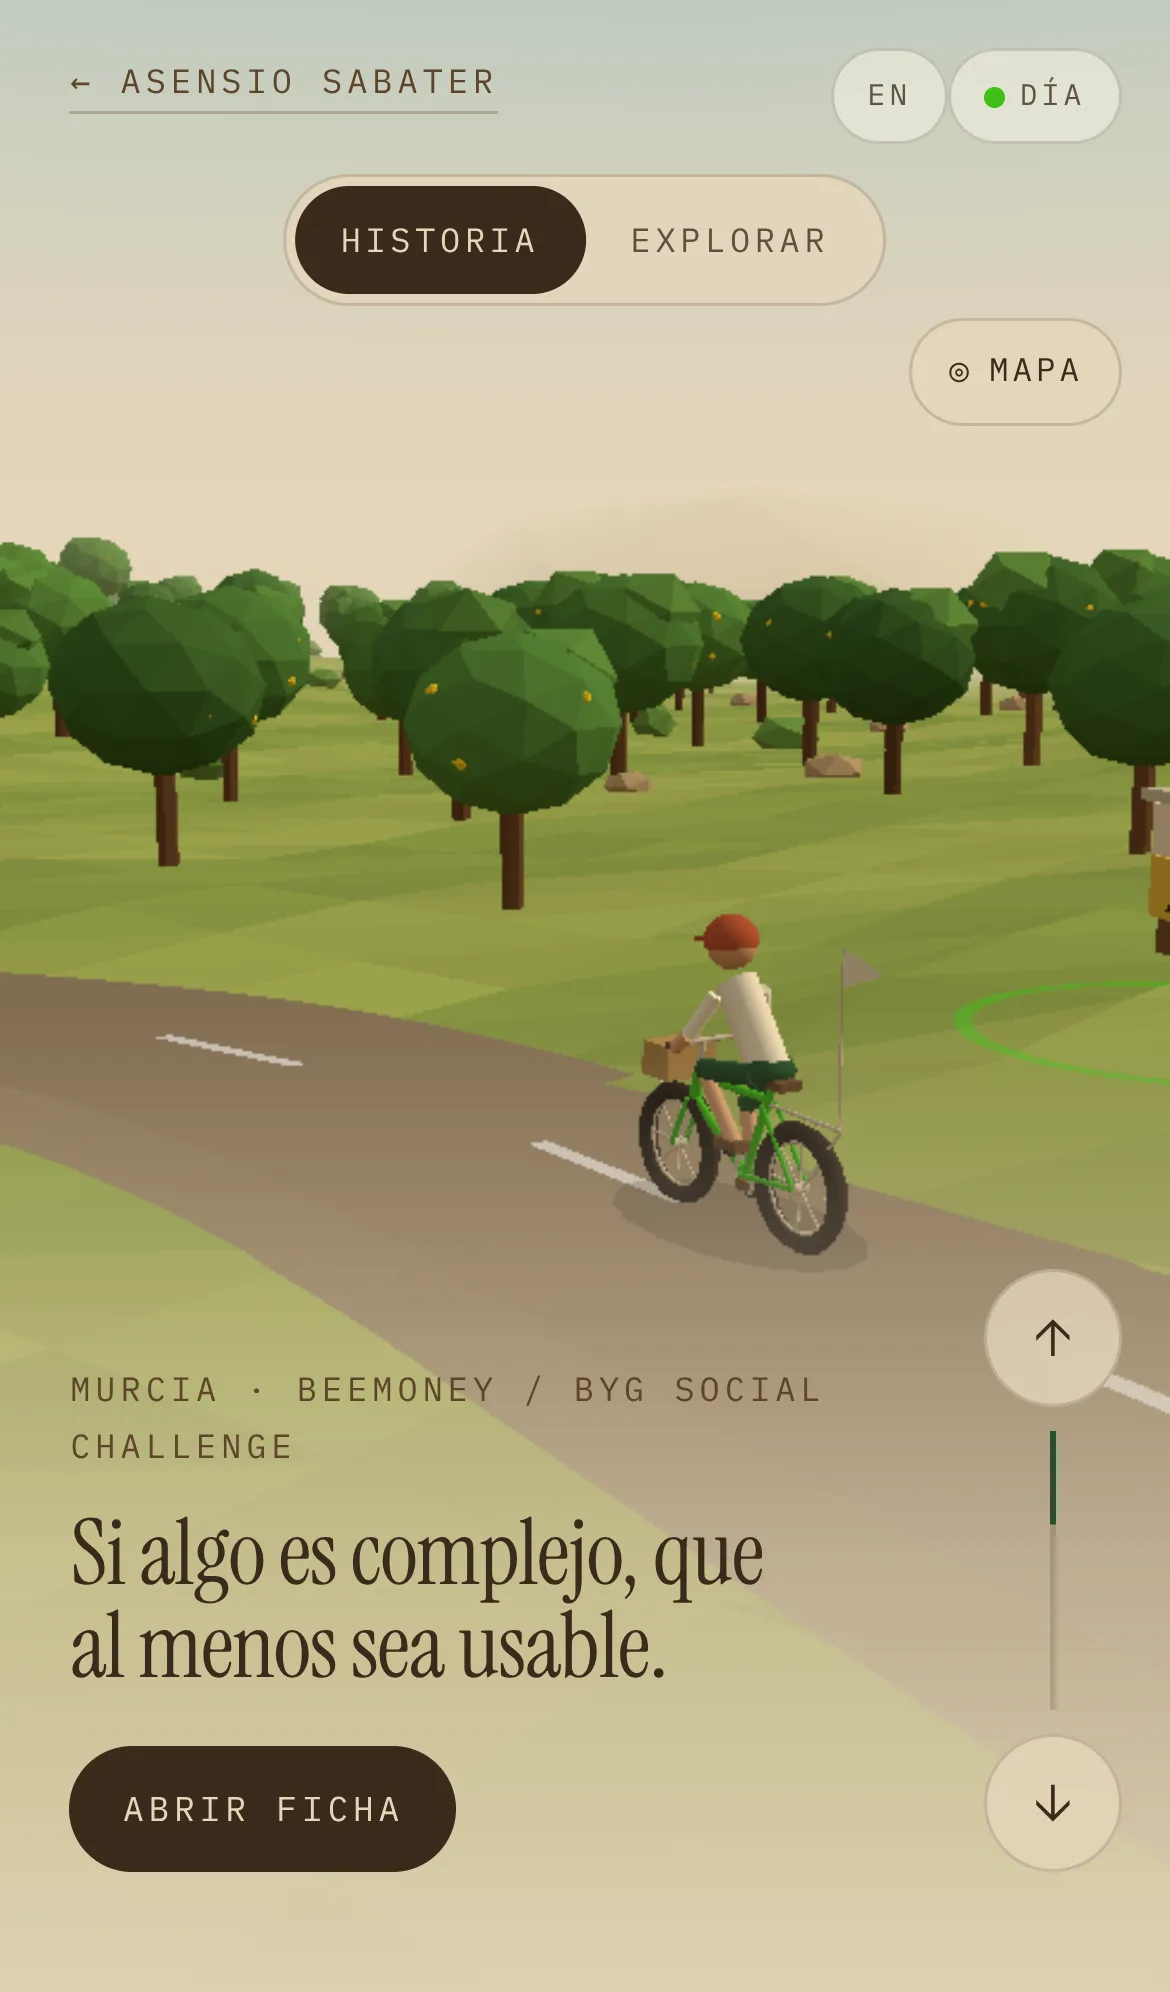 ← ASENSIO SABATER
EN
DÍA
HISTORIA
EXPLORAR
◎ MAPA
MURCIA · BEEMONEY / BYG SOCIAL
CHALLENGE
Si algo es complejo, que
al menos sea usable.
ABRIR FICHA
↑
↓